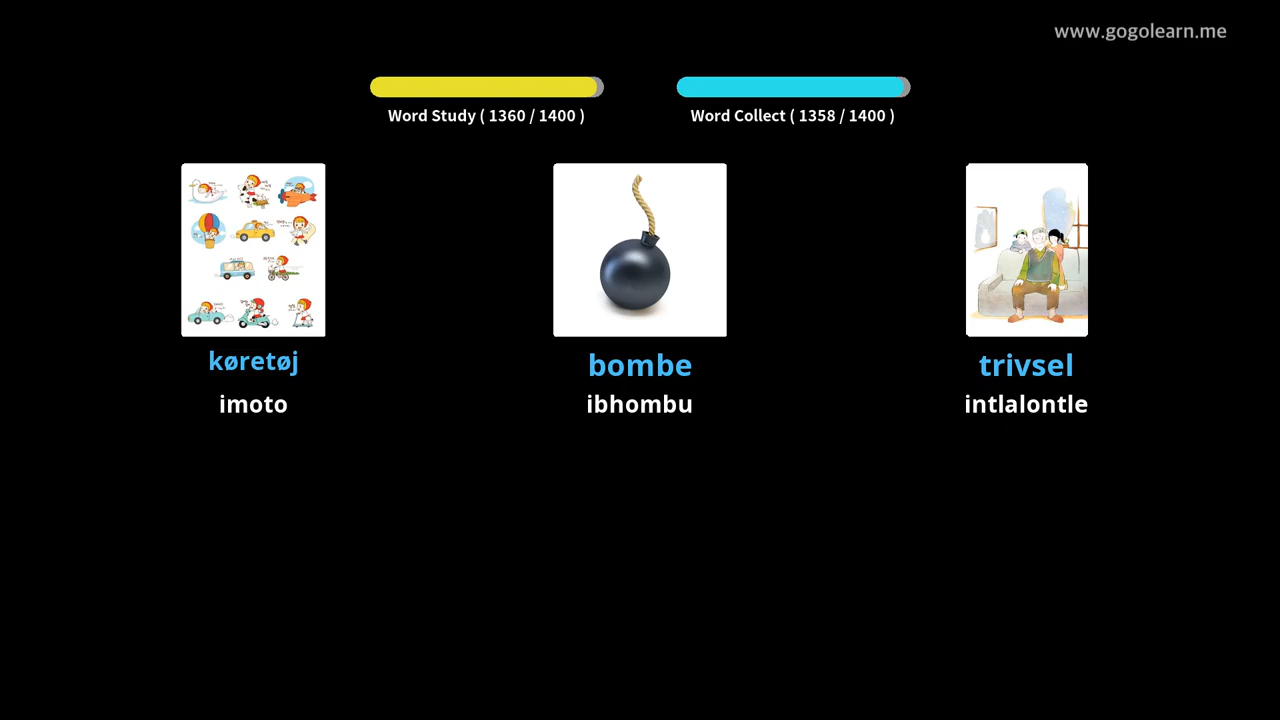 www.gogolearn.me
Word Study ( 1360 / 1400 )
Word Collect ( 1358 / 1400 )
køretøj
bombe
trivsel
imoto
ibhombu
intlalontle